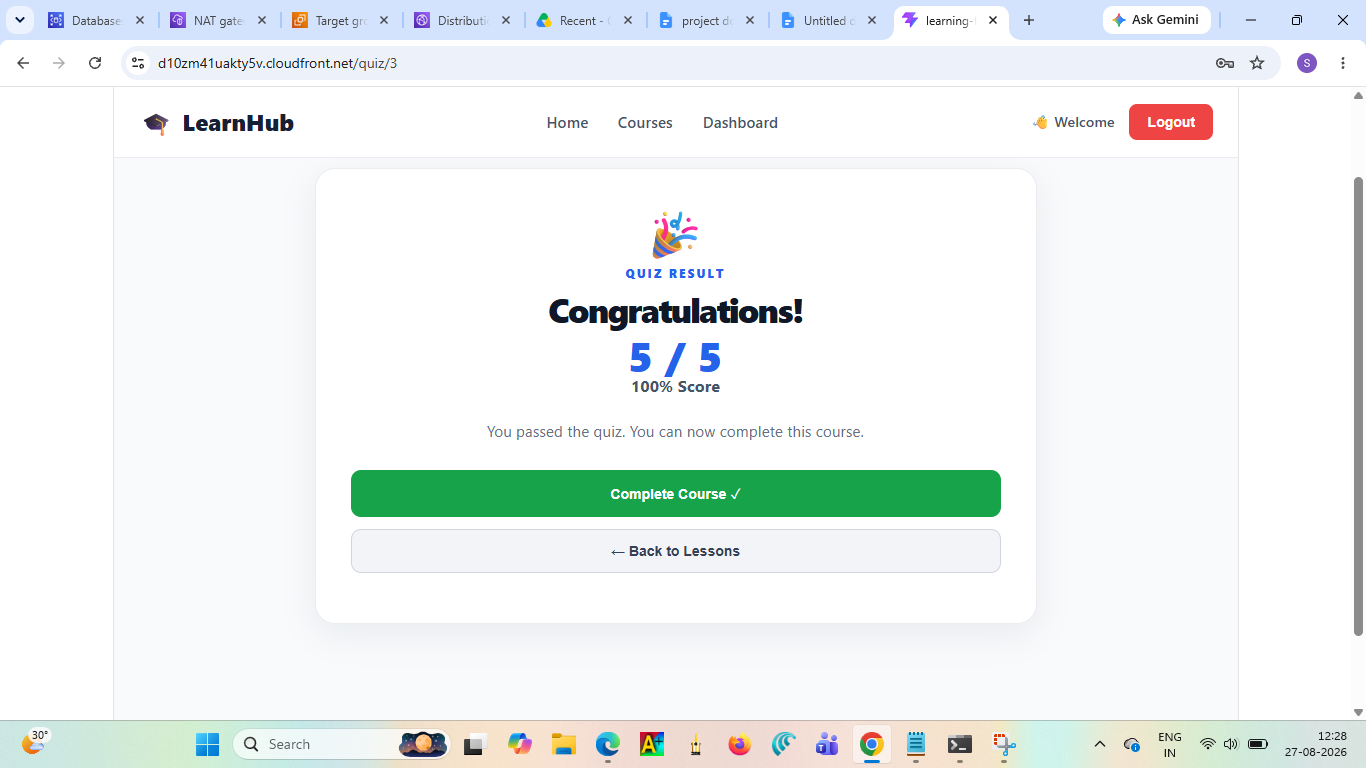 Database
NAT gate
Target gro
Distributi
Recent -
project do
Untitled d
learning-
Ask Gemini
d10zm41uakty5v.cloudfront.net/quiz/3
S
LearnHub
Home
Courses
Dashboard
👋 Welcome
Logout
QUIZ RESULT
Congratulations!
5 / 5
100% Score
You passed the quiz. You can now complete this course.
Complete Course ✓
← Back to Lessons
30°
Search
ENG
IN
12:28
27-08-2026